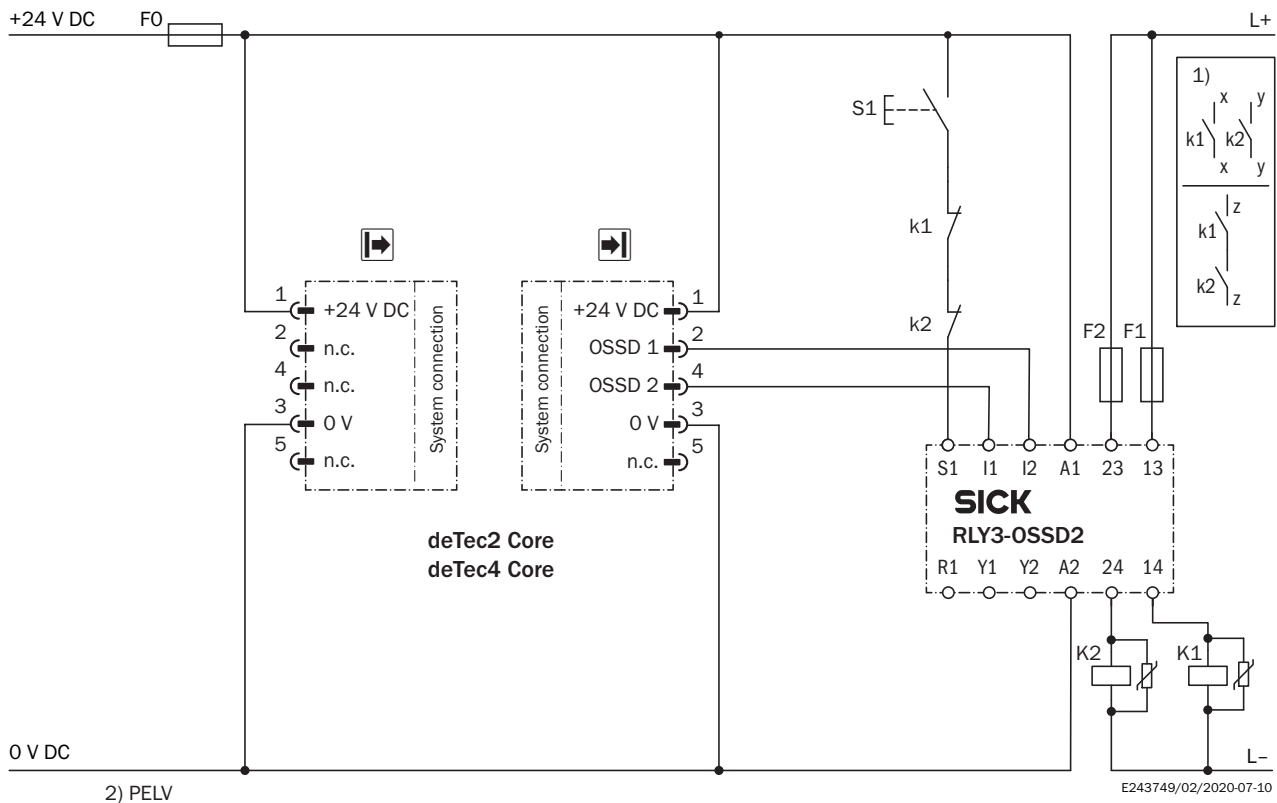 +24 V DC F0 L+
1)
x y
k1 k2
x y
z
k1
k2
z
S1
k1
k2
F2 F1
1 +24 V DC
2 n.c.
4 n.c.
3 0 V
5 n.c.
System connection
System connection
+24 V DC 1
OSSD 1 2
OSSD 2 4
0 V 3
n.c. 5
deTec2 Core
deTec4 Core
S1 I1 I2 A1 23 13
SICK
RLY3-OSSD2
R1 Y1 Y2 A2 24 14
K2 K1
0 V DC L–
2) PELV
E243749/02/2020-07-10